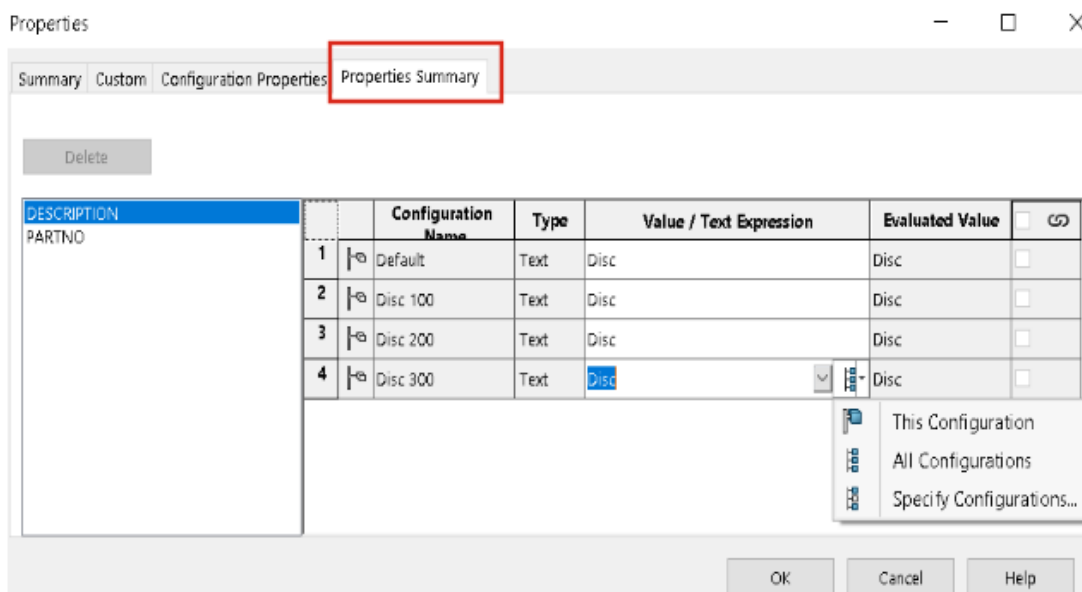 Properties
Summary Custom Configuration Properties Properties Summary
Delete
DESCRIPTION
PARTNO
Configuration Name Type Value / Text Expression Evaluated Value
1 Default Text Disc Disc
2 Disc 100 Text Disc Disc
3 Disc 200 Text Disc Disc
4 Disc 300 Text Disc Disc
This Configuration
All Configurations
Specify Configurations...
OK Cancel Help